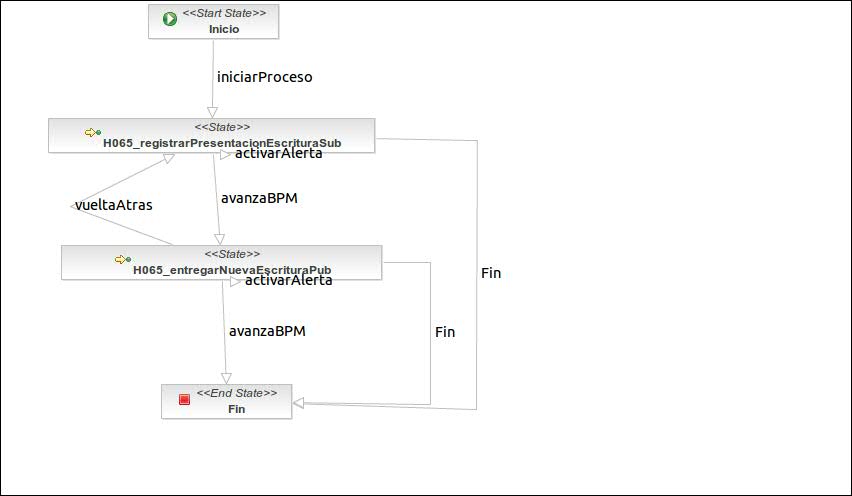 <<Start State>>
Inicio
iniciarProceso
<<State>>
H065_registrarPresentacionEscrituraSub
activarAlerta
vueltaAtras
avanzaBPM
<<State>>
H065_entregarNuevaEscrituraPub
activarAlerta
Fin
avanzaBPM
Fin
<<End State>>
Fin